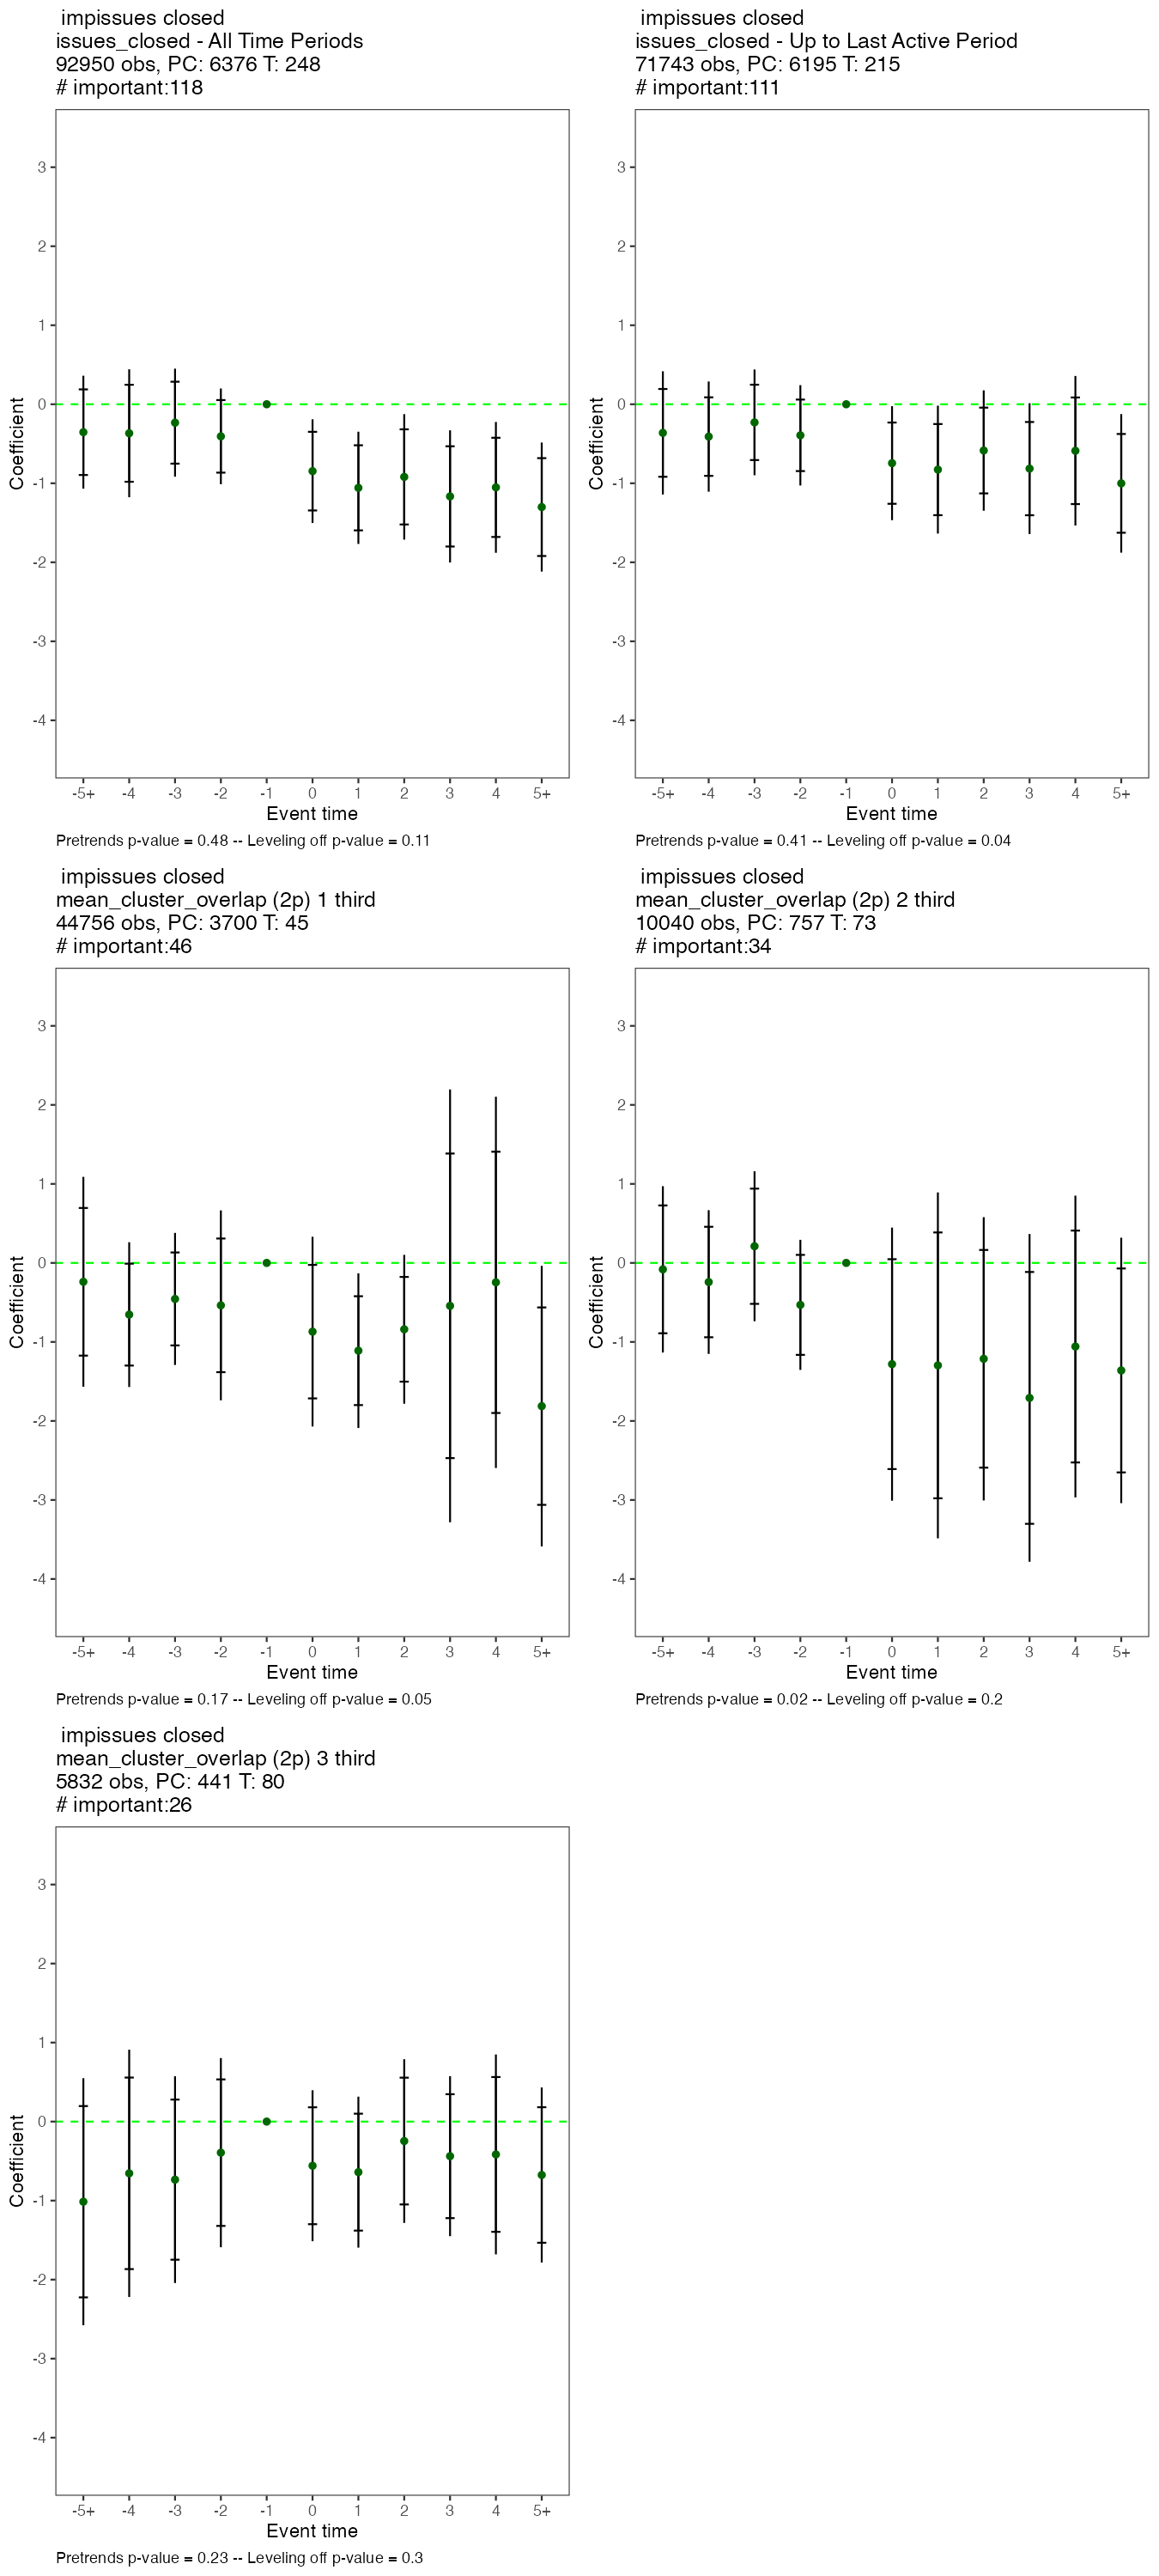 impissues closed
issues_closed - All Time Periods
92950 obs, PC: 6376 T: 248
# important:118
3
2
1
0
-1
-2
-3
-4
Coefficient
-5+ -4 -3 -2 -1 0 1 2 3 4 5+
Event time
Pretrends p-value = 0.48 -- Leveling off p-value = 0.11
impissues closed
issues_closed - Up to Last Active Period
71743 obs, PC: 6195 T: 215
# important:111
3
2
1
0
-1
-2
-3
-4
Coefficient
-5+ -4 -3 -2 -1 0 1 2 3 4 5+
Event time
Pretrends p-value = 0.41 -- Leveling off p-value = 0.04
impissues closed
mean_cluster_overlap (2p) 1 third
44756 obs, PC: 3700 T: 45
# important:46
3
2
1
0
-1
-2
-3
-4
Coefficient
-5+ -4 -3 -2 -1 0 1 2 3 4 5+
Event time
Pretrends p-value = 0.17 -- Leveling off p-value = 0.05
impissues closed
mean_cluster_overlap (2p) 2 third
10040 obs, PC: 757 T: 73
# important:34
3
2
1
0
-1
-2
-3
-4
Coefficient
-5+ -4 -3 -2 -1 0 1 2 3 4 5+
Event time
Pretrends p-value = 0.02 -- Leveling off p-value = 0.2
impissues closed
mean_cluster_overlap (2p) 3 third
5832 obs, PC: 441 T: 80
# important:26
3
2
1
0
-1
-2
-3
-4
Coefficient
-5+ -4 -3 -2 -1 0 1 2 3 4 5+
Event time
Pretrends p-value = 0.23 -- Leveling off p-value = 0.3